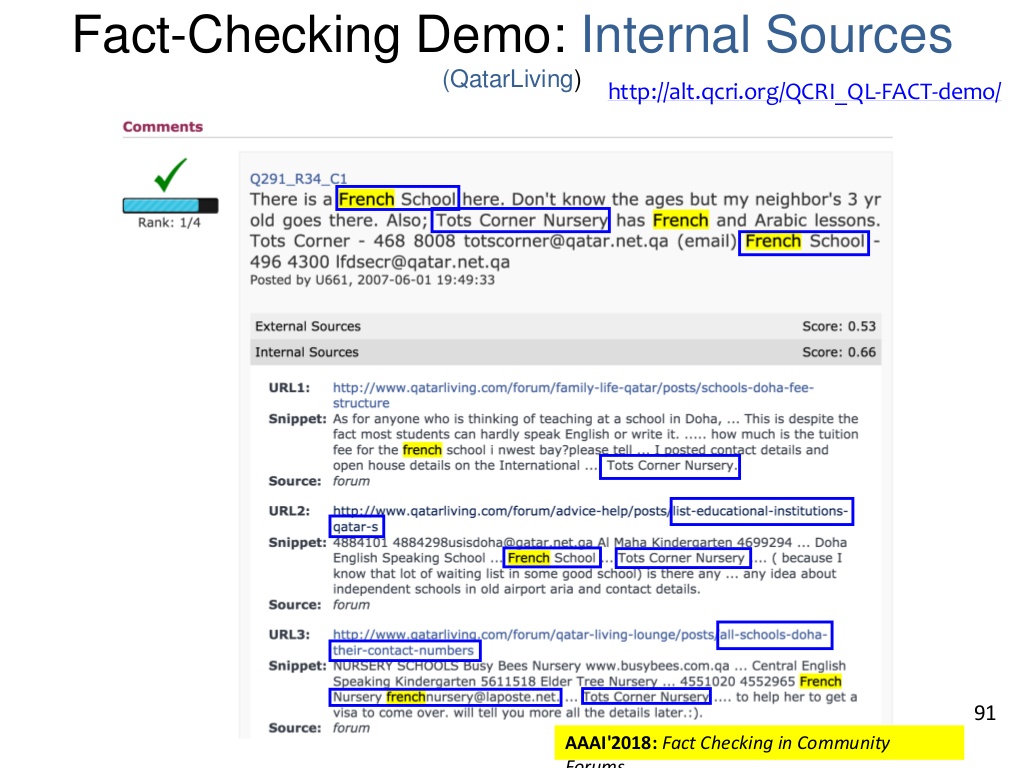 Fact-Checking Demo: Internal Sources
(QatarLiving)
http://alt.qcri.org/QCRI_QL-FACT-demo/
Comments
Rank: 1/4
Q291_R34_C1
There is a French School here. Don't know the ages but my neighbor's 3 yr
old goes there. Also; Tots Corner Nursery has French and Arabic lessons.
Tots Corner - 468 8008 totscorner@qatar.net.qa (email) French School -
496 4300 lfdsecr@qatar.net.qa
Posted by U661, 2007-06-01 19:49:33
External Sources Score: 0.53
Internal Sources Score: 0.66
URL1: http://www.qatarliving.com/forum/family-life-qatar/posts/schools-doha-fee-
structure
Snippet: As for anyone who is thinking of teaching at a school in Doha, ... This is despite the
fact most students can hardly speak English or write it. ..... how much is the tuition
fee for the french school i nwest bay?please tell ... I posted contact details and
open house details on the International ... Tots Corner Nursery.
Source: forum
URL2: http://www.qatarliving.com/forum/advice-help/posts/list-educational-institutions-
qatar-s
Snippet: 4884101 4884298usisdoha@qatar.net.qa Al Maha Kindergarten 4699294 ... Doha
English Speaking School ... French School ... Tots Corner Nursery ... ( because I
know that lot of waiting list in some good school) is there any ... any idea about
independent schools in old airport aria and contact details.
Source: forum
URL3: http://www.qatarliving.com/forum/qatar-living-lounge/posts/all-schools-doha-
their-contact-numbers
Snippet: NURSERY SCHOOLS Busy Bees Nursery www.busybees.com.qa ... Central English
Speaking Kindergarten 5611518 Elder Tree Nursery ... 4551020 4552965 French
Nursery frenchnursery@laposte.net. ... Tots Corner Nursery .... to help her to get a
visa to come over. will tell you more all the details later.:).
Source: forum
91
AAAI'2018: Fact Checking in Community
Forums